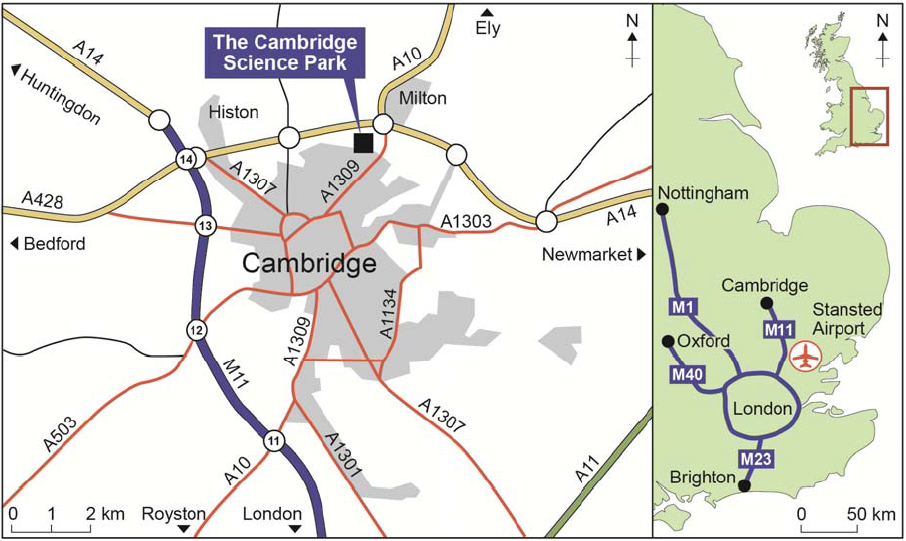 The Cambridge
Science Park
A14
A10
Ely
N
Huntingdon
Histon
Milton
14
A1307
A1309
A428
13
A1303
A14
Bedford
Cambridge
Newmarket
A1134
12
A1309
M11
A503
11
A10
A1301
A1307
A11
0 1 2 km
Royston
London
N
Nottingham
Cambridge
M1
M11
Stansted
Airport
Oxford
M40
London
M23
Brighton
0 50 km